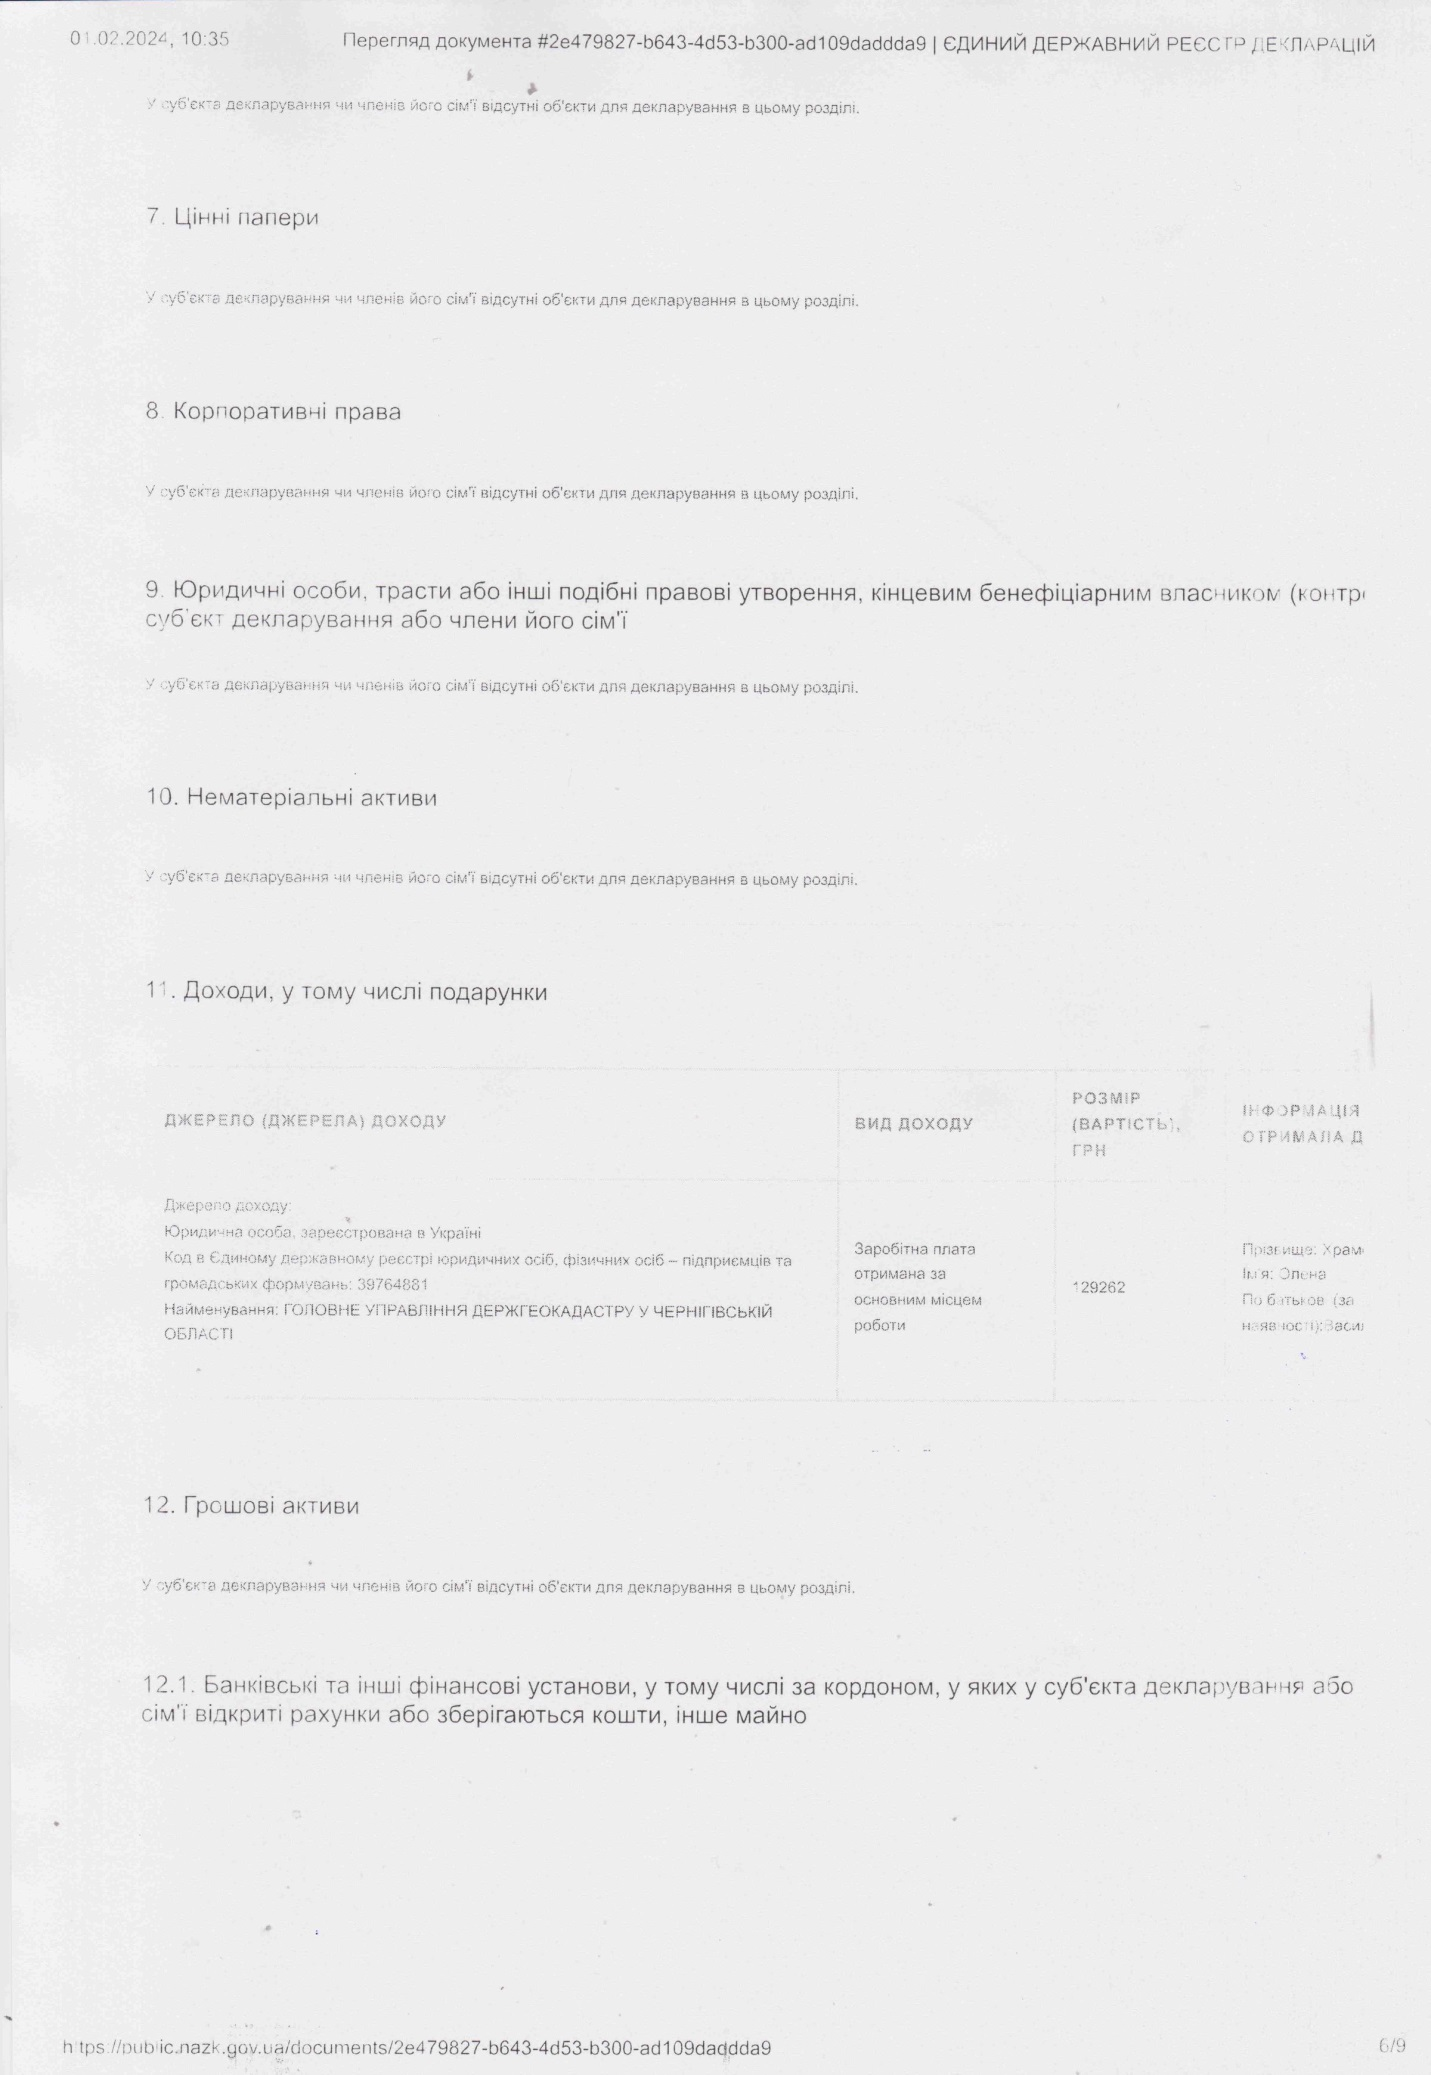 01.02.2024, 10:35
Перегляд документа #2e479827-b643-4d53-b300-ad109daddda9 | ЄДИНИЙ ДЕРЖАВНИЙ РЕЄСТР ДЕКЛАРАЦІЙ
У суб'єкта декларування чи членів його сім'ї відсутні об'єкти для декларування в цьому розділі.
7. Цінні папери
У суб'єкта декларування чи членів його сім'ї відсутні об'єкти для декларування в цьому розділі.
8. Корпоративні права
У суб'єкта декларування чи членів його сім'ї відсутні об'єкти для декларування в цьому розділі.
9. Юридичні особи, трасти або інші подібні правові утворення, кінцевим бенефіціарним власником (контр
суб'єкт декларування або члени його сім'ї
У суб'єкта декларування чи членів його сім'ї відсутні об'єкти для декларування в цьому розділі.
10. Нематеріальні активи
У суб'єкта декларування чи членів його сім'ї відсутні об'єкти для декларування в цьому розділі.
11. Доходи, у тому числі подарунки
ДЖЕРЕЛО (ДЖЕРЕЛА) ДОХОДУ
ВИД ДОХОДУ
РОЗМІР
(ВАРТІСТЬ),
ГРН
ІНФОРМАЦІЯ
ОТРИМАЛА Д
Джерело доходу:
Юридична особа, зареєстрована в Україні
Код в Єдиному державному реєстрі юридичних осіб, фізичних осіб – підприємців та
громадських формувань: 39764881
Найменування: ГОЛОВНЕ УПРАВЛІННЯ ДЕРЖГЕОКАДАСТРУ У ЧЕРНІГІВСЬКІЙ
ОБЛАСТІ
Заробітна плата
отримана за
основним місцем
роботи
129262
Прізвище: Храм
Ім'я: Олена
По батькові (за
наявності): Васи
12. Грошові активи
У суб'єкта декларування чи членів його сім'ї відсутні об'єкти для декларування в цьому розділі.
12.1. Банківські та інші фінансові установи, у тому числі за кордоном, у яких у суб'єкта декларування або
сім'ї відкриті рахунки або зберігаються кошти, інше майно
https://public.nazk.gov.ua/documents/2e479827-b643-4d53-b300-ad109daddda9
6/9